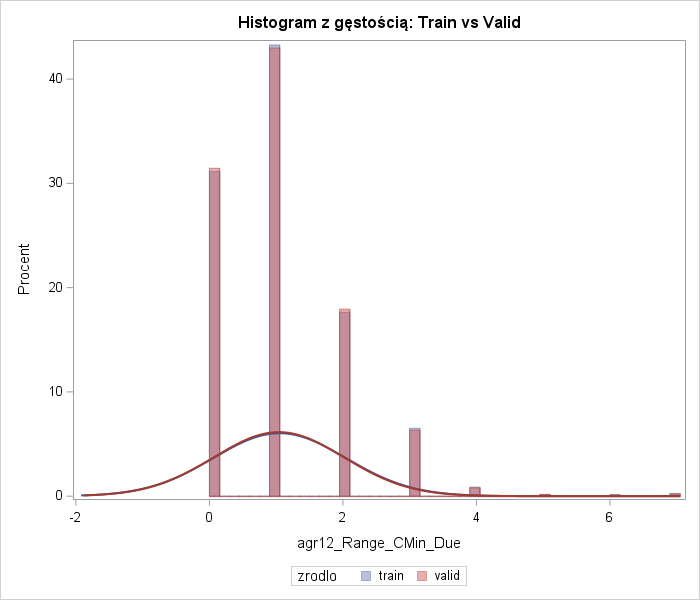 Histogram z gęstością: Train vs Valid
Procent
40
30
20
10
0
-2 0 2 4 6
agr12_Range_CMin_Due
zrodlo train valid